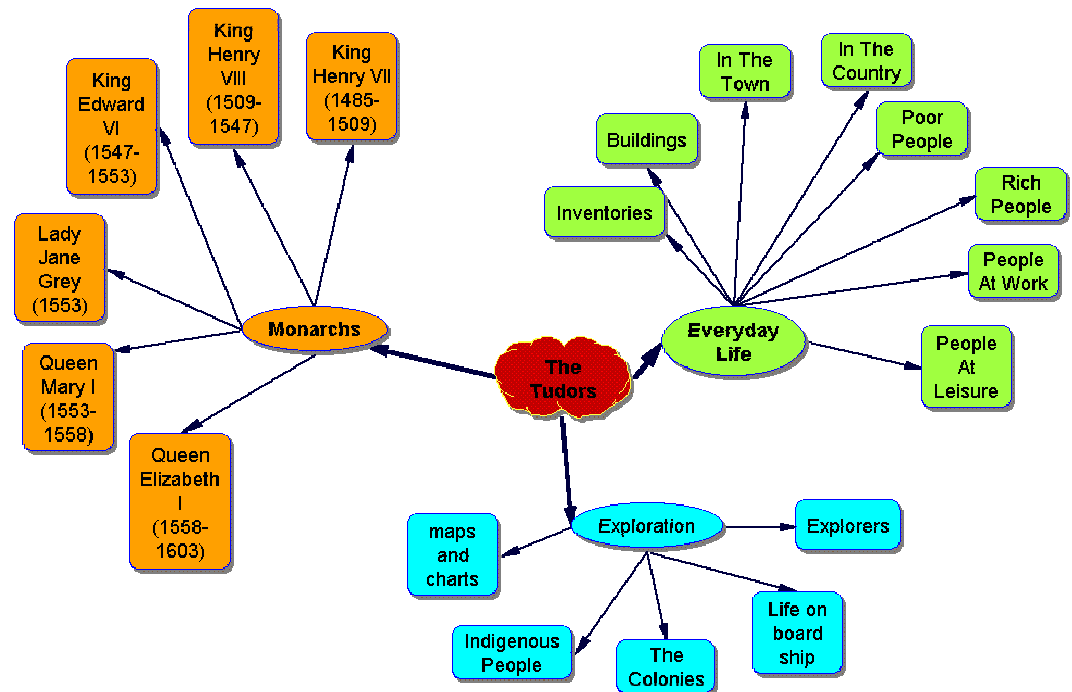 King
Henry
VIII
(1509-
1547)
King
Henry VII
(1485-
1509)
King
Edward
VI
(1547-
1553)
Lady
Jane
Grey
(1553)
Queen
Mary I
(1553-
1558)
Queen
Elizabeth
I
(1558-
1603)
Monarchs
The
Tudors
Everyday
Life
Inventories
Buildings
In The
Town
In The
Country
Poor
People
Rich
People
People
At Work
People
At
Leisure
Exploration
maps
and
charts
Indigenous
People
The
Colonies
Life on
board
ship
Explorers